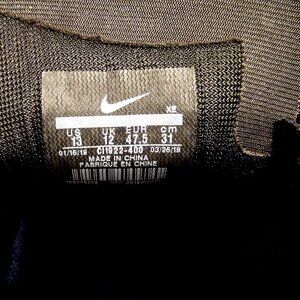 XE
US UK EUR cm
13 12 47.5 31
01/16/19 CI1922-400 03/26/19
MADE IN CHINA
FABRIQUÉ EN CHINE